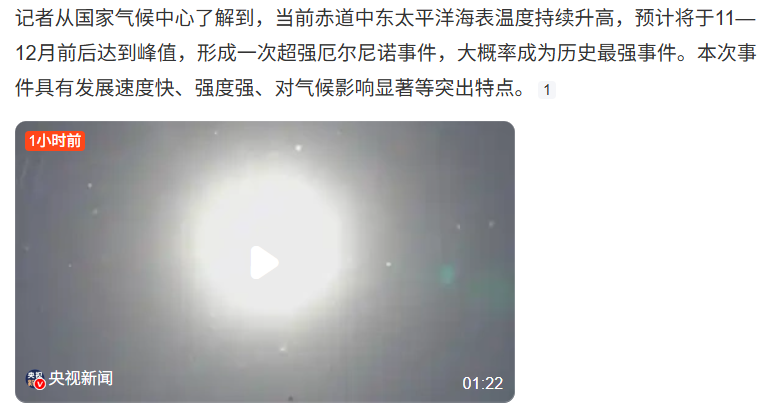 记者从国家气候中心了解到，当前赤道中东太平洋海表温度持续升高，预计将于11—
12月前后达到峰值，形成一次超强厄尔尼诺事件，大概率成为历史最强事件。本次事
件具有发展速度快、强度强、对气候影响显著等突出特点。 1
1小时前
央视新闻
01:22